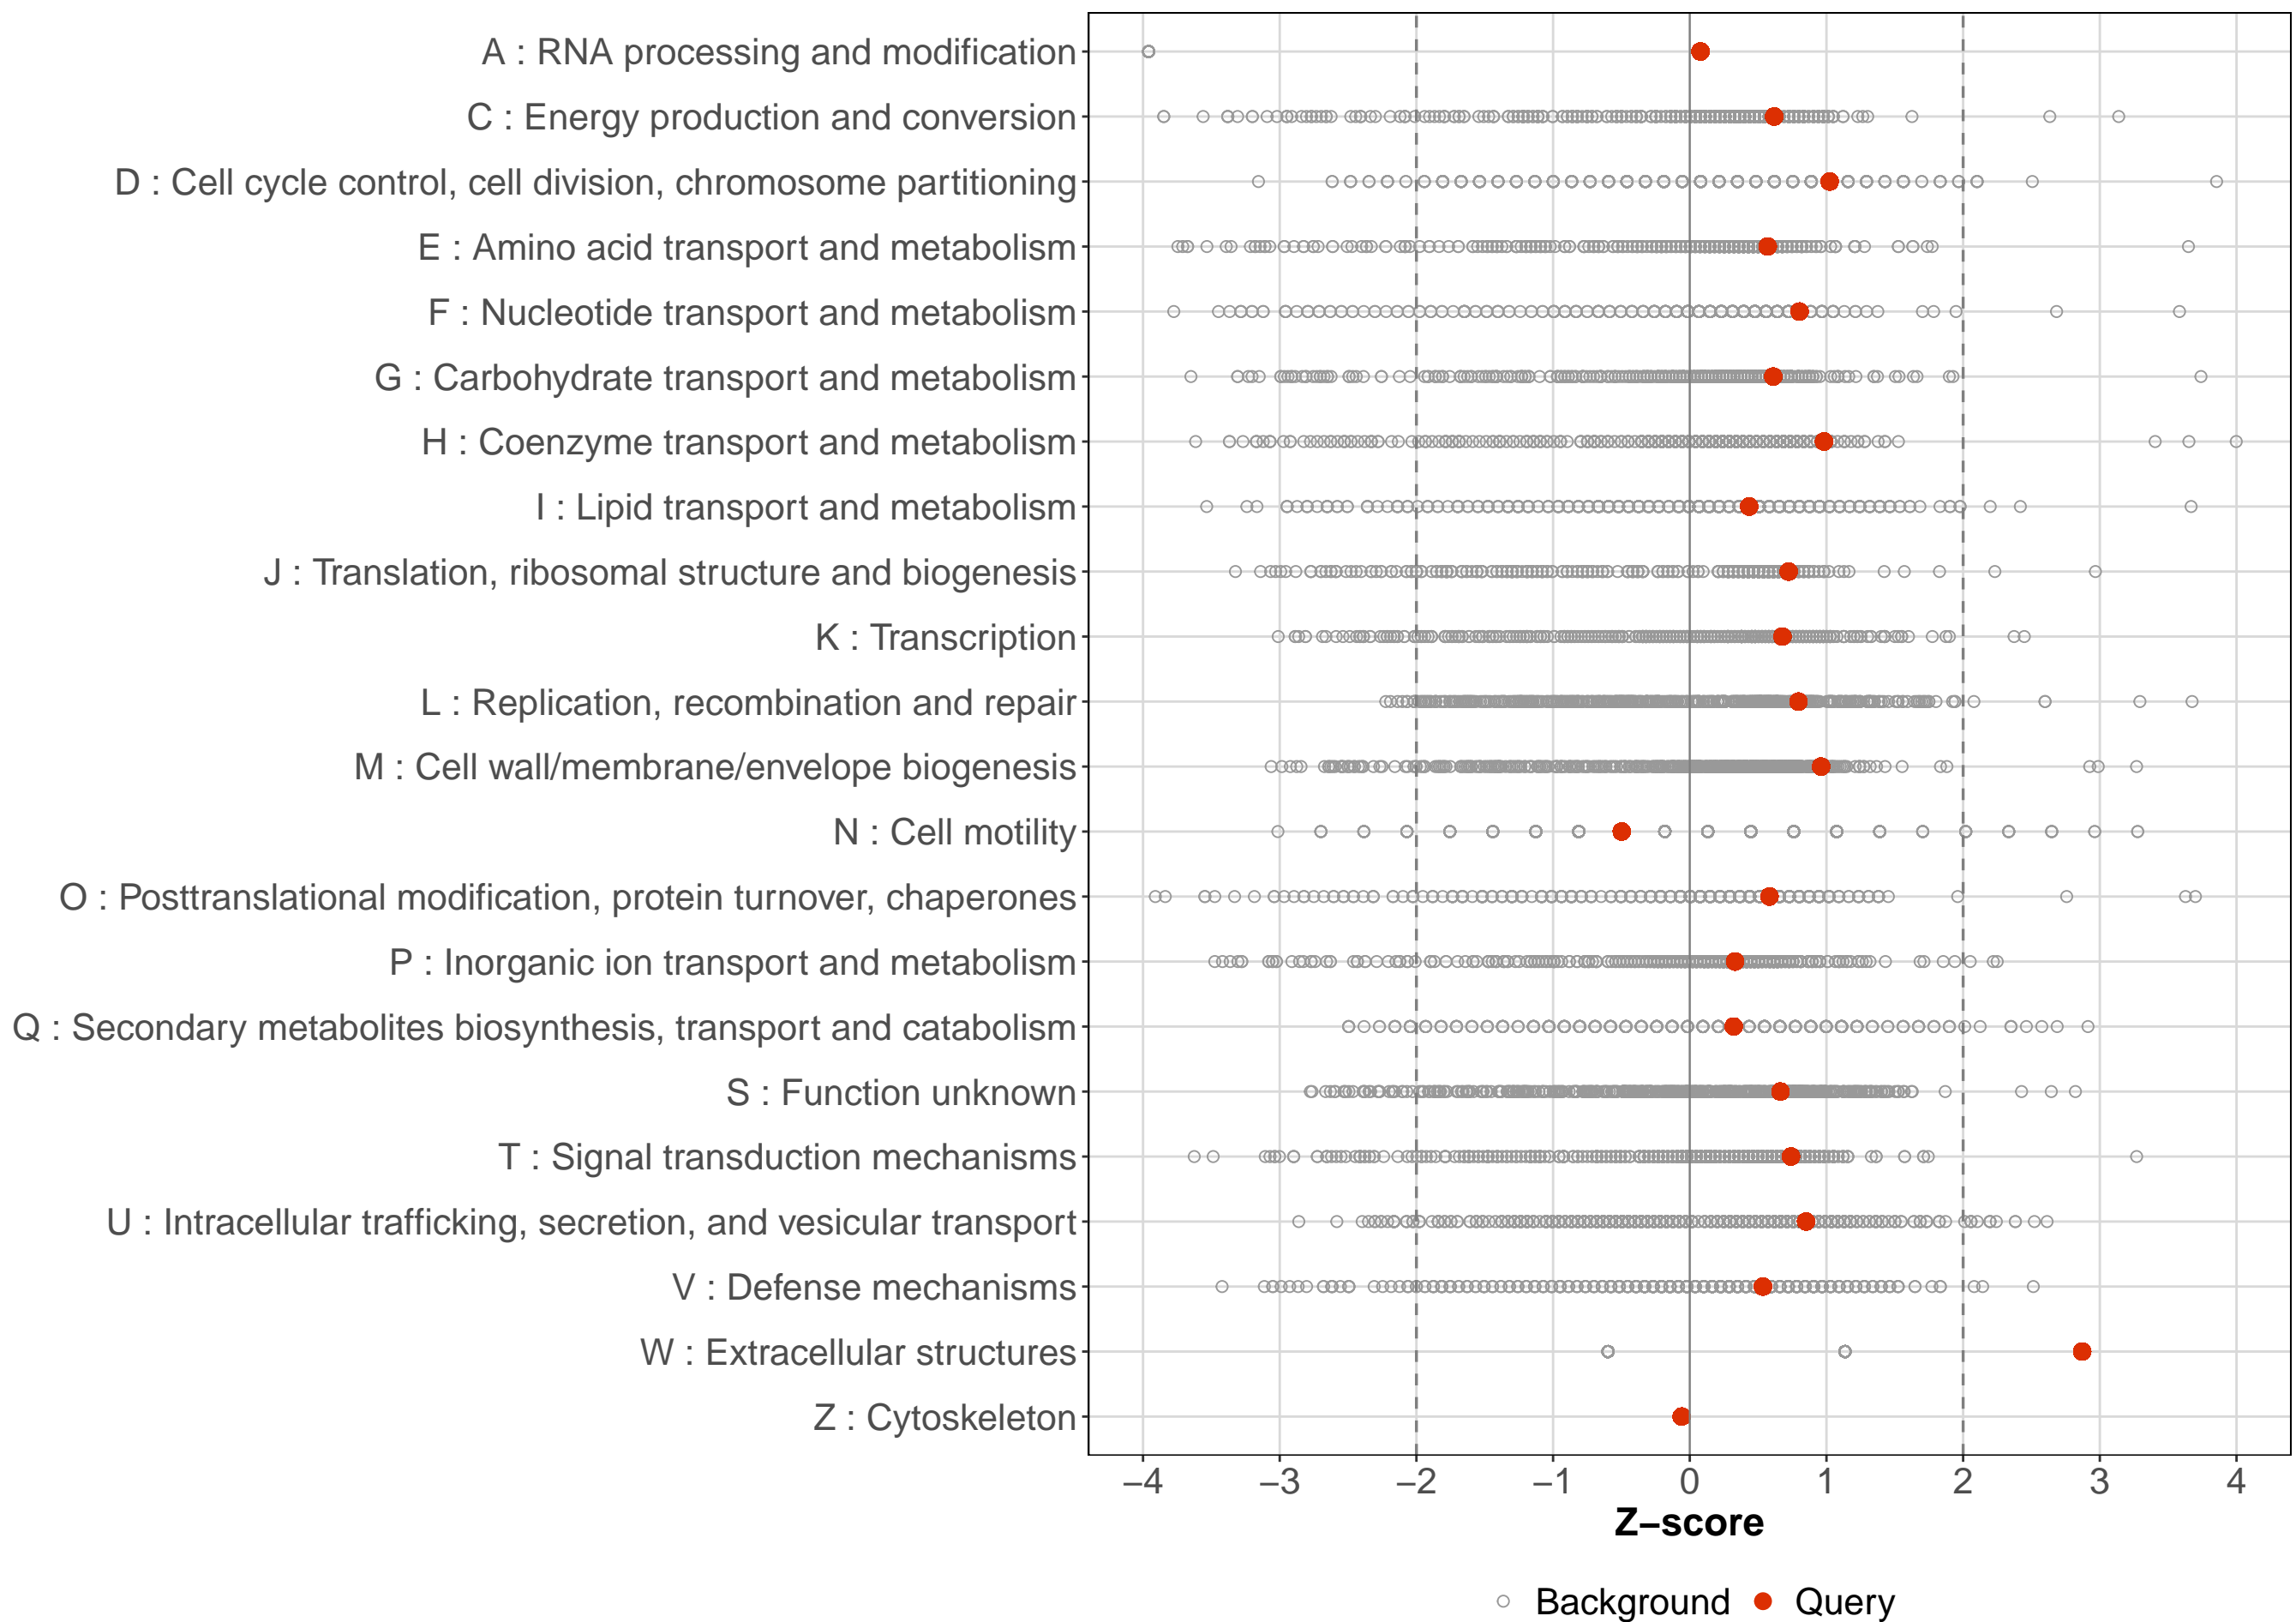 A : RNA processing and modification
C : Energy production and conversion
D : Cell cycle control, cell division, chromosome partitioning
E : Amino acid transport and metabolism
F : Nucleotide transport and metabolism
G : Carbohydrate transport and metabolism
H : Coenzyme transport and metabolism
I : Lipid transport and metabolism
J : Translation, ribosomal structure and biogenesis
K : Transcription
L : Replication, recombination and repair
M : Cell wall/membrane/envelope biogenesis
N : Cell motility
O : Posttranslational modification, protein turnover, chaperones
P : Inorganic ion transport and metabolism
Q : Secondary metabolites biosynthesis, transport and catabolism
S : Function unknown
T : Signal transduction mechanisms
U : Intracellular trafficking, secretion, and vesicular transport
V : Defense mechanisms
W : Extracellular structures
Z : Cytoskeleton
−4 −3 −2 −1 0 1 2 3 4
Z−score
Background Query